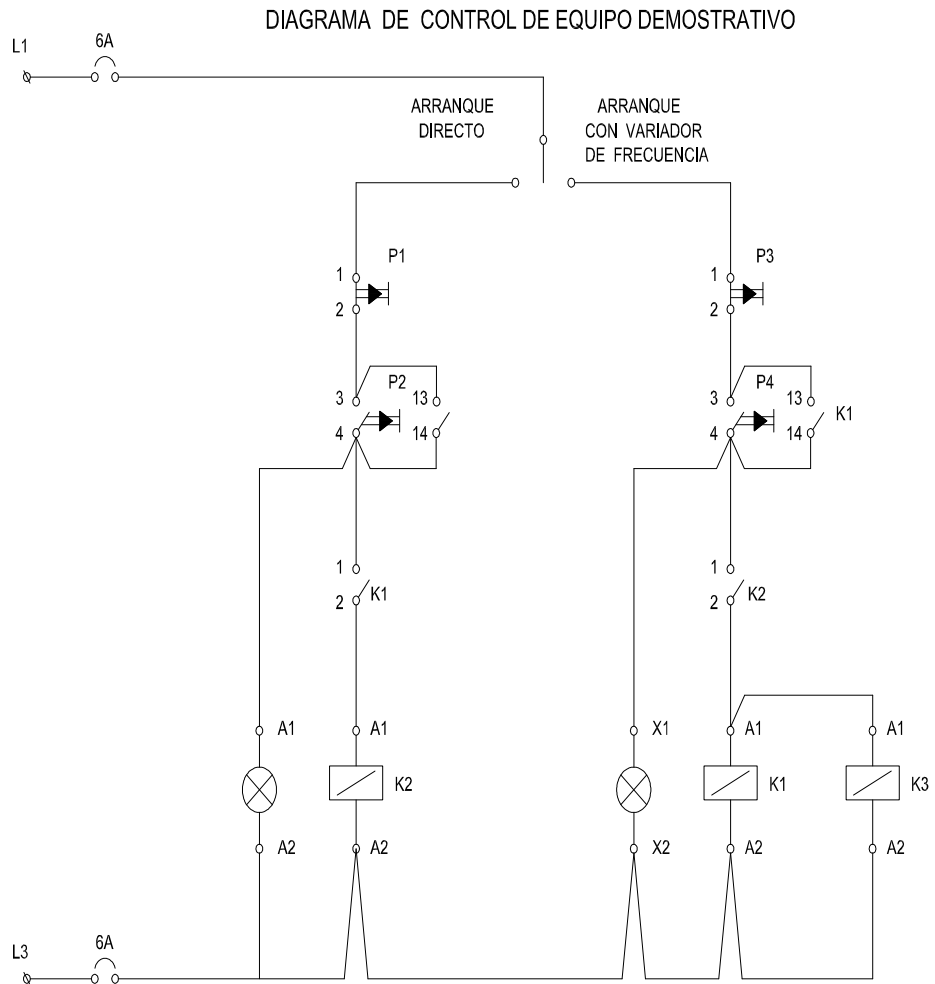 DIAGRAMA DE CONTROL DE EQUIPO DEMOSTRATIVO
L1
6A
ARRANQUE
DIRECTO
ARRANQUE
CON VARIADOR
DE FRECUENCIA
P1
1
2
P3
1
2
P2
3
13
4
14
P4
3
13
4
14
K1
1
2
K1
1
2
K2
A1
A1
X1
A1
A1
K2
K1
K3
A2
A2
X2
A2
A2
L3
6A